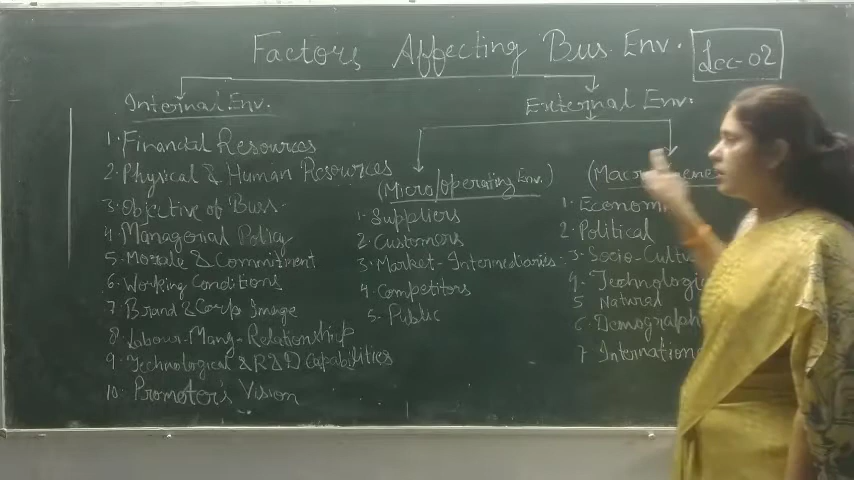 Factors Affecting Bus. Env.
Lec-02
Internal Env.
1. Financial Resources
2. Physical & Human Resources
3. Objective of Buss.
4. Managerial Policy
5. Morale & Commitment
6. Working Conditions
7. Brand & Corp Image
8. Labour-Mang. Relationship
9. Technological & R&D Capabilities
10. Promoter's Vision
External Env.
(Micro/operating Env.)
1. Suppliers
2. Customers
3. Market-Intermediaries
4. Competitors
5. Public
(Mac
1. Econom
2. Political
3. Socio-Cultu
4. Technologic
5 Natural
6. Demograph
7 Internation